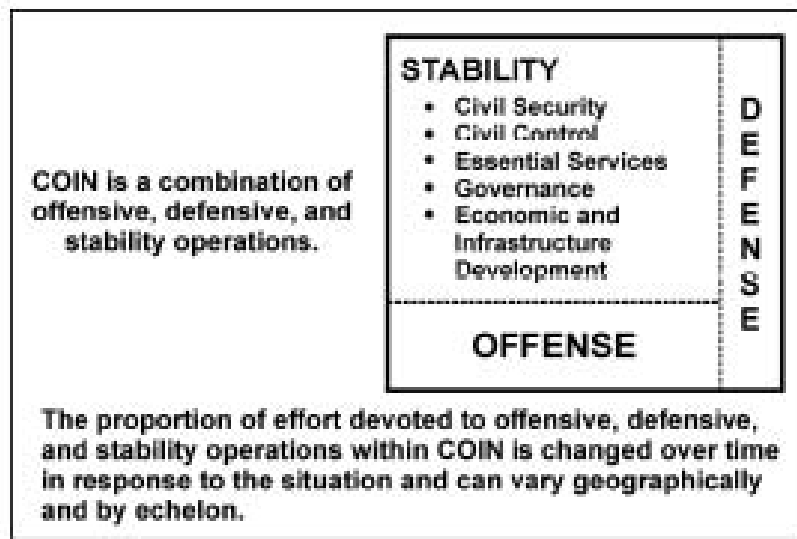 COIN is a combination of
offensive, defensive, and
stability operations.
STABILITY
• Civil Security
• Civil Control
• Essential Services
• Governance
• Economic and
Infrastructure
Development
DEFENSE
OFFENSE
The proportion of effort devoted to offensive, defensive,
and stability operations within COIN is changed over time
in response to the situation and can vary geographically
and by echelon.